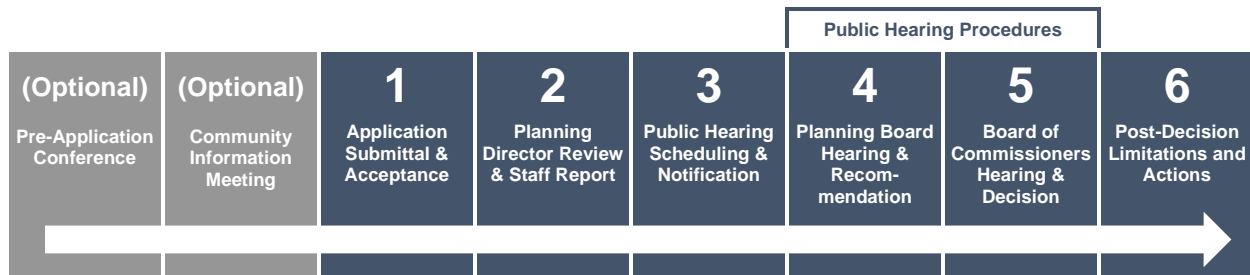 Public Hearing Procedures
(Optional)
Pre-Application
Conference
(Optional)
Community
Information
Meeting
1
Application
Submittal &
Acceptance
2
Planning
Director Review
& Staff Report
3
Public Hearing
Scheduling &
Notification
4
Planning Board
Hearing &
Recom-
mendation
5
Board of
Commissioners
Hearing &
Decision
6
Post-Decision
Limitations and
Actions